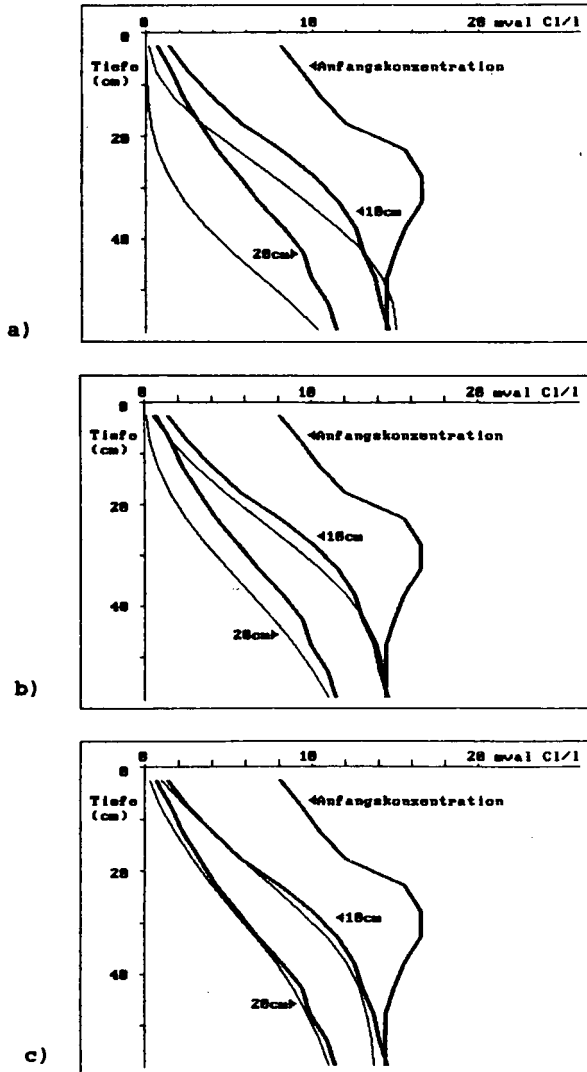 0 10 20 mval Cl/l
0
Tiefe
(cm)
◄Anfangskonzentration
20
◄10cm
40
20cm►
a)
0 10 20 mval Cl/l
0
Tiefe
(cm)
◄Anfangskonzentration
20
◄10cm
40
20cm►
b)
0 10 20 mval Cl/l
0
Tiefe
(cm)
◄Anfangskonzentration
20
◄10cm
40
20cm►
c)